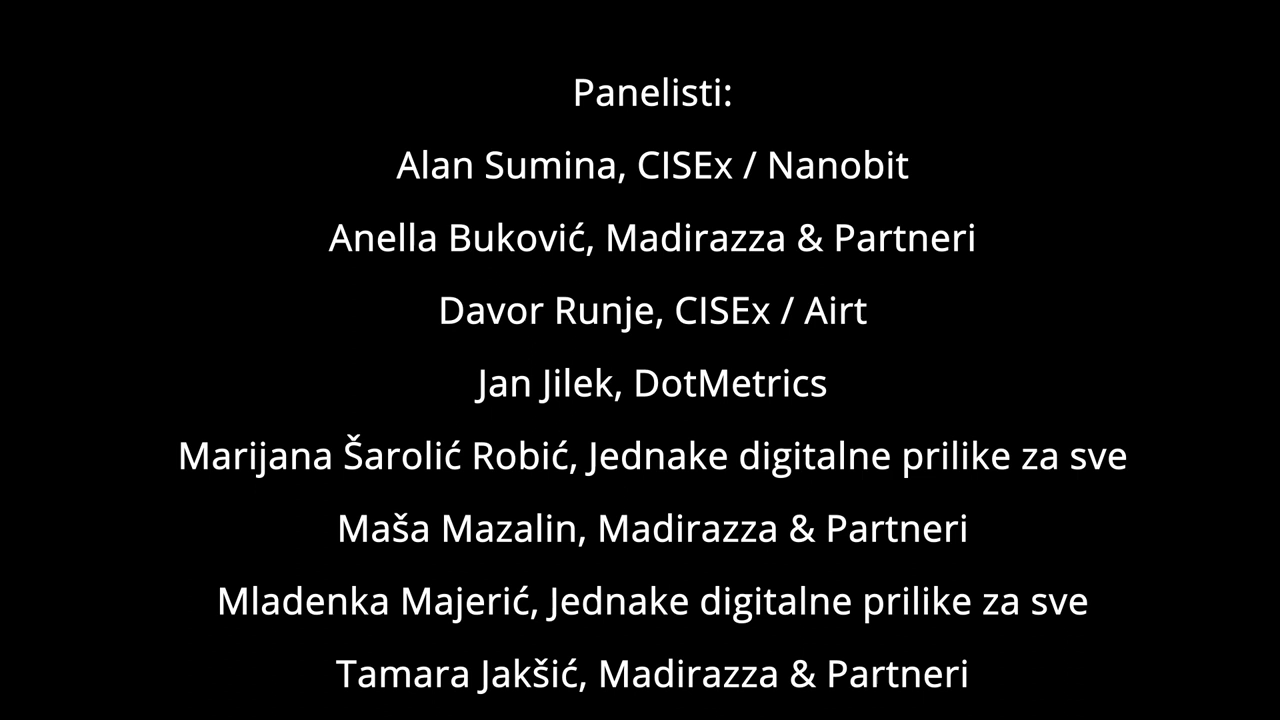 Panelisti:
Alan Sumina, CISEx / Nanobit
Anella Buković, Madirazza & Partneri
Davor Runje, CISEx / Airt
Jan Jilek, DotMetrics
Marijana Šarolić Robić, Jednake digitalne prilike za sve
Maša Mazalin, Madirazza & Partneri
Mladenka Majerić, Jednake digitalne prilike za sve
Tamara Jakšić, Madirazza & Partneri